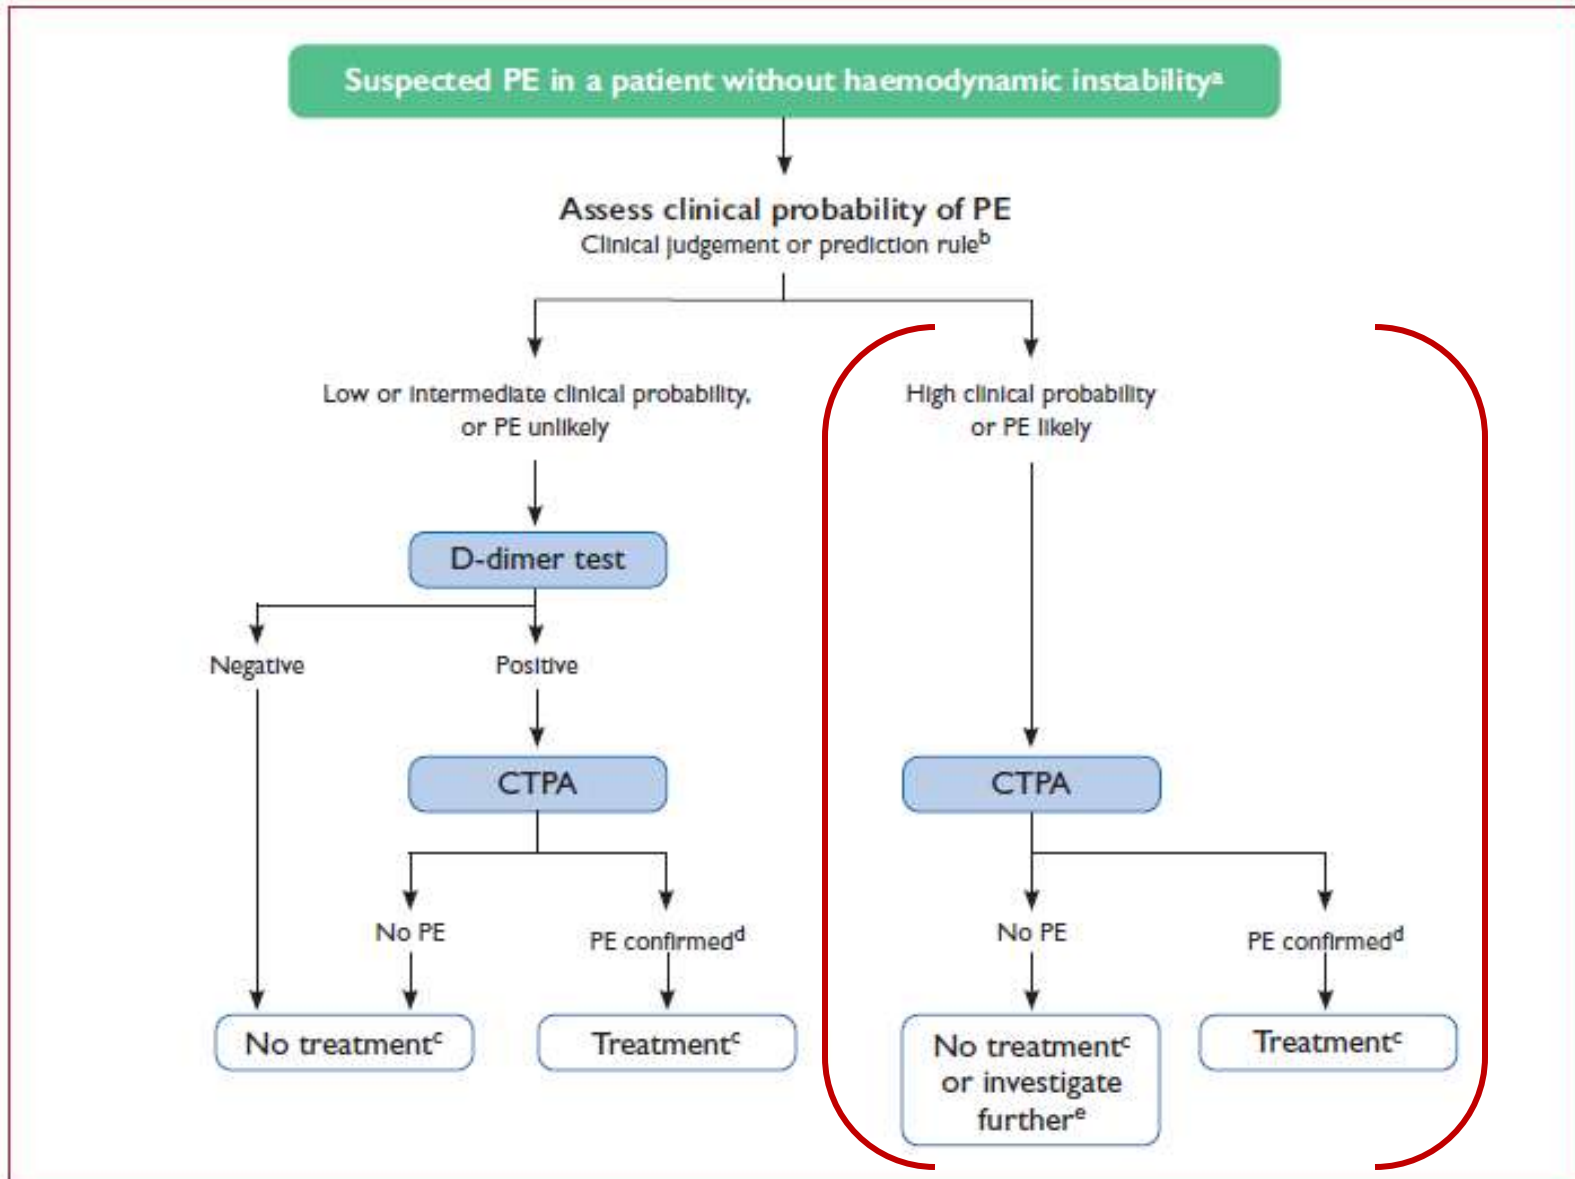 Suspected PE in a patient without haemodynamic instabilityᵃ
Assess clinical probability of PE
Clinical judgement or prediction ruleᵇ
Low or intermediate clinical probability,
or PE unlikely
High clinical probability
or PE likely
D-dimer test
Negative
Positive
CTPA
CTPA
No PE
PE confirmedᵈ
No PE
PE confirmedᵈ
No treatmentᶜ
Treatmentᶜ
No treatmentᶜ
or investigate
furtherᵉ
Treatmentᶜ